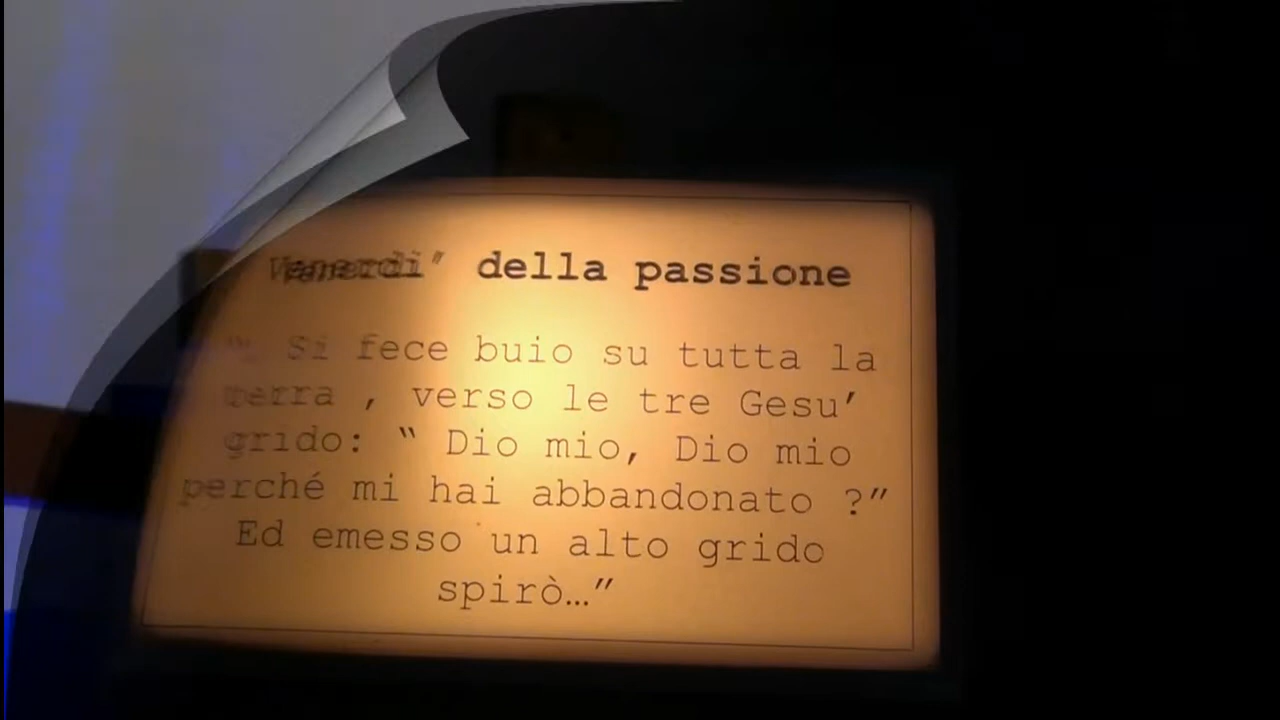 Venerdi” della passione
“ Si fece buio su tutta la
terra , verso le tre Gesu’
grido: “ Dio mio, Dio mio
perché mi hai abbandonato ?”
Ed emesso un alto grido
spirò…”